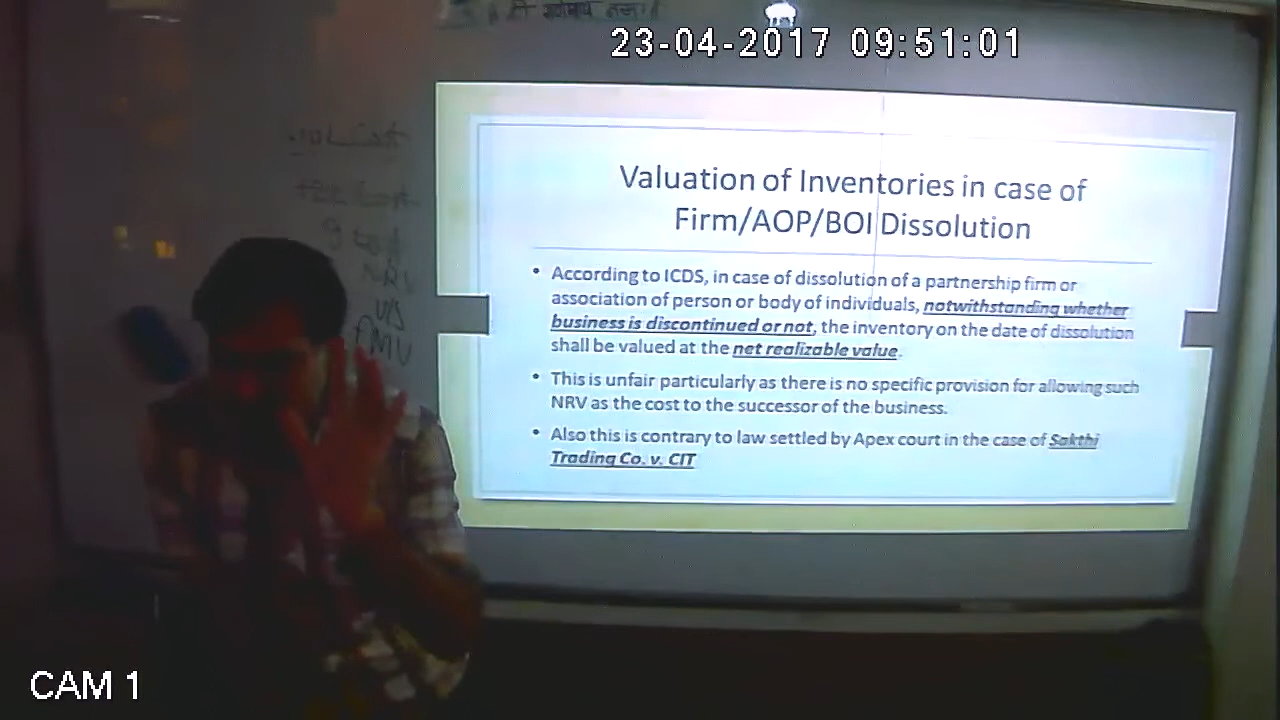 23-04-2017 09:51:01
Valuation of Inventories in case of
Firm/AOP/BOI Dissolution
• According to ICDS, in case of dissolution of a partnership firm or
association of person or body of individuals, notwithstanding whether
business is discontinued or not, the inventory on the date of dissolution
shall be valued at the net realizable value.
• This is unfair particularly as there is no specific provision for allowing such
NRV as the cost to the successor of the business.
• Also this is contrary to law settled by Apex court in the case of Sakthi
Trading Co. v. CIT
NRV
V/S
FMV
CAM 1